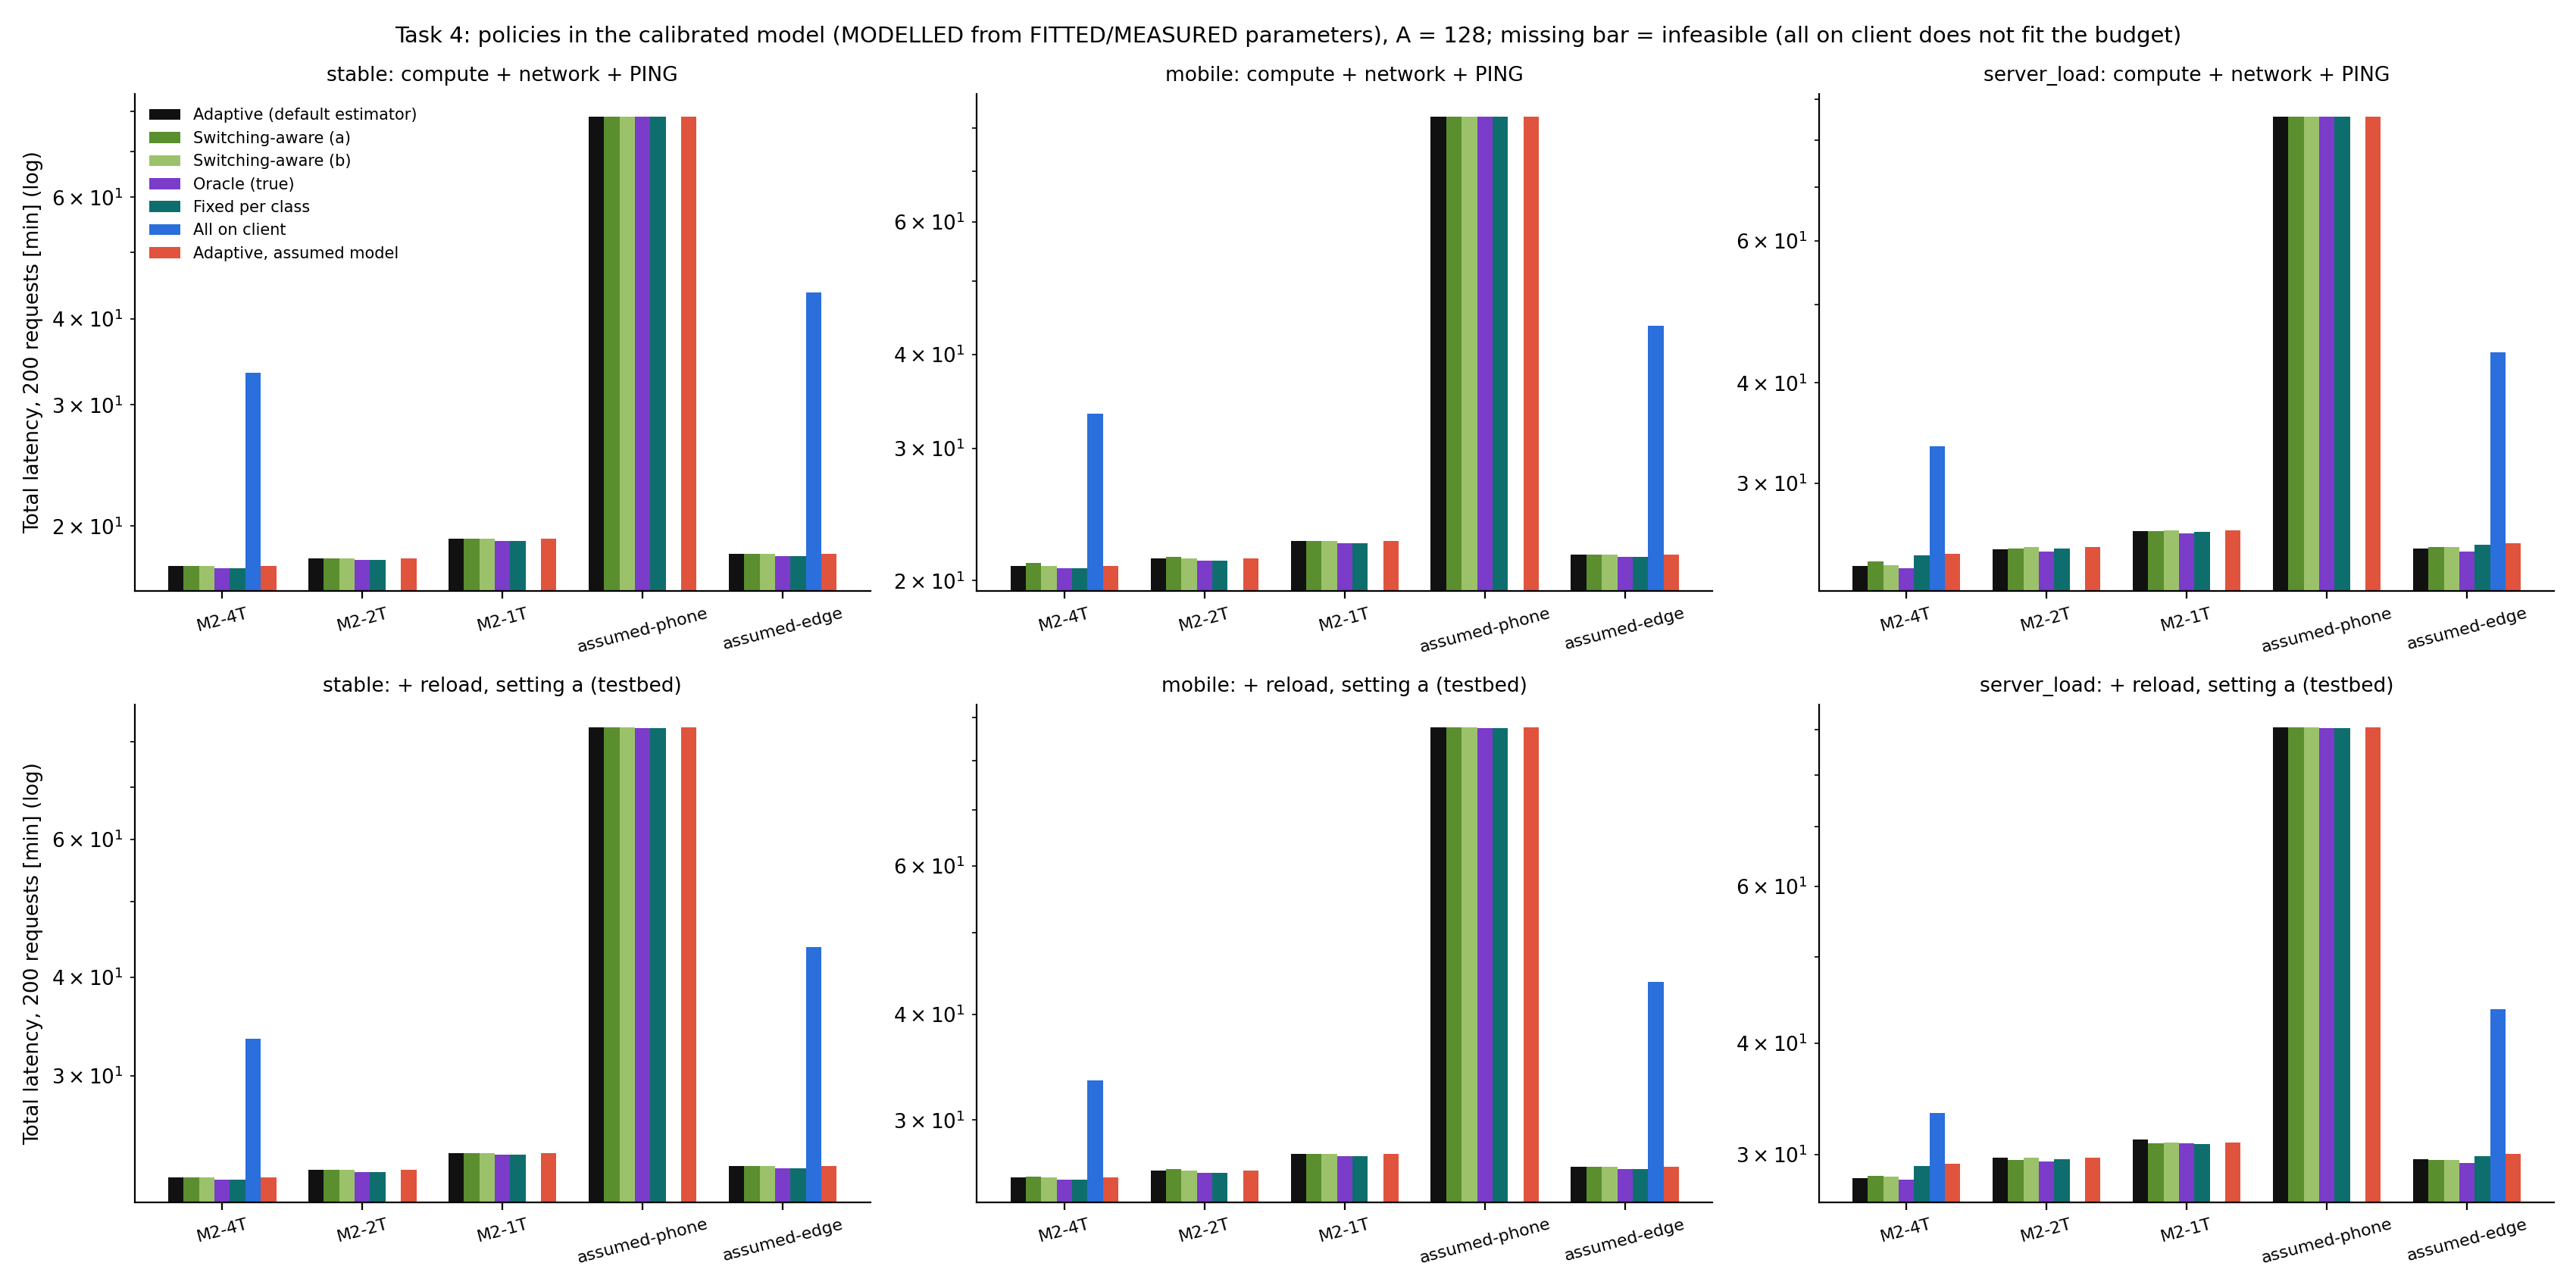 Task 4: policies in the calibrated model (MODELLED from FITTED/MEASURED parameters), A = 128; missing bar = infeasible (all on client does not fit the budget)
stable: compute + network + PING
Total latency, 200 requests [min] (log)
6 × 10¹
4 × 10¹
3 × 10¹
2 × 10¹
Adaptive (default estimator)
Switching-aware (a)
Switching-aware (b)
Oracle (true)
Fixed per class
All on client
Adaptive, assumed model
M2-4T
M2-2T
M2-1T
assumed-phone
assumed-edge
mobile: compute + network + PING
6 × 10¹
4 × 10¹
3 × 10¹
2 × 10¹
M2-4T
M2-2T
M2-1T
assumed-phone
assumed-edge
server_load: compute + network + PING
6 × 10¹
4 × 10¹
3 × 10¹
M2-4T
M2-2T
M2-1T
assumed-phone
assumed-edge
stable: + reload, setting a (testbed)
Total latency, 200 requests [min] (log)
6 × 10¹
4 × 10¹
3 × 10¹
M2-4T
M2-2T
M2-1T
assumed-phone
assumed-edge
mobile: + reload, setting a (testbed)
6 × 10¹
4 × 10¹
3 × 10¹
M2-4T
M2-2T
M2-1T
assumed-phone
assumed-edge
server_load: + reload, setting a (testbed)
6 × 10¹
4 × 10¹
3 × 10¹
M2-4T
M2-2T
M2-1T
assumed-phone
assumed-edge